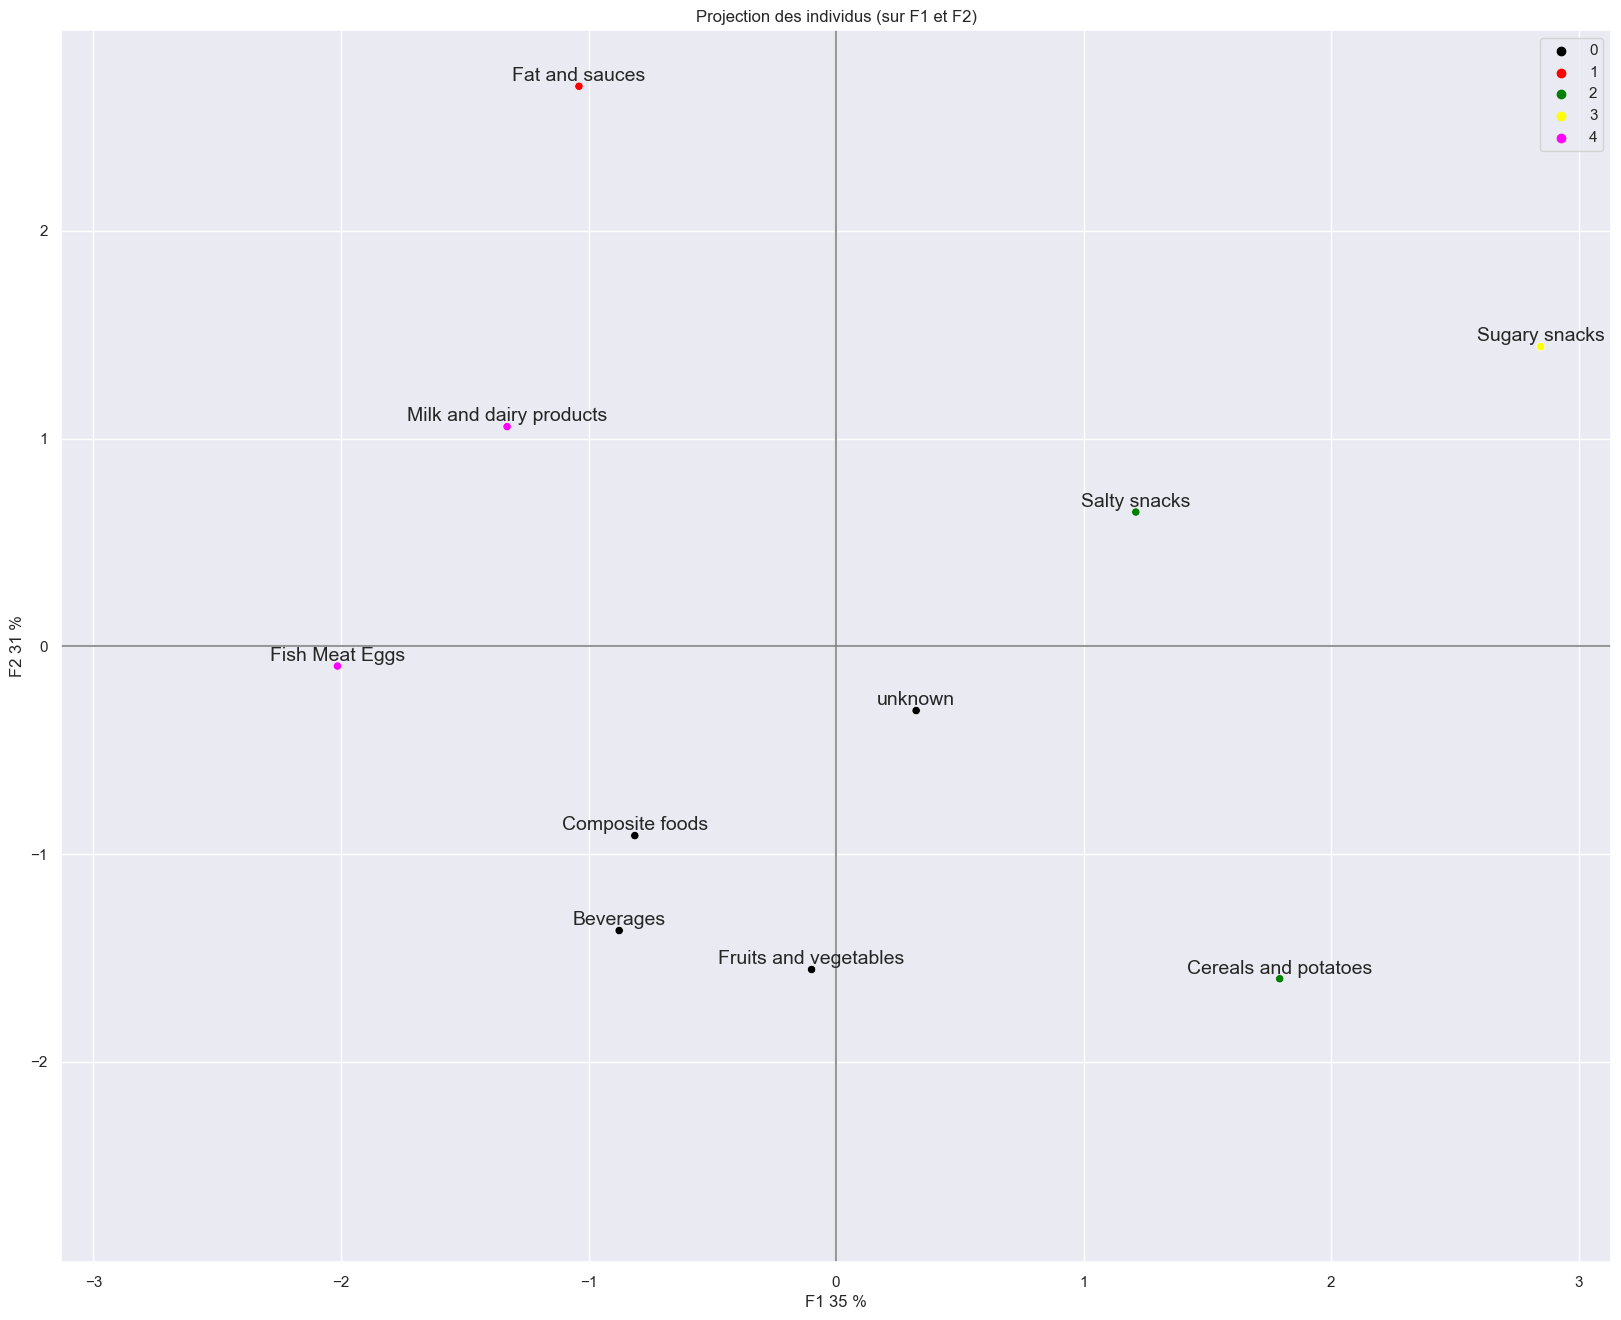 Projection des individus (sur F1 et F2)
0
1
2
3
4
Fat and sauces
Sugary snacks
Milk and dairy products
Salty snacks
Fish Meat Eggs
unknown
Composite foods
Beverages
Fruits and vegetables
Cereals and potatoes
2
1
0
−1
−2
F2 31 %
−3
−2
−1
0
1
2
3
F1 35 %